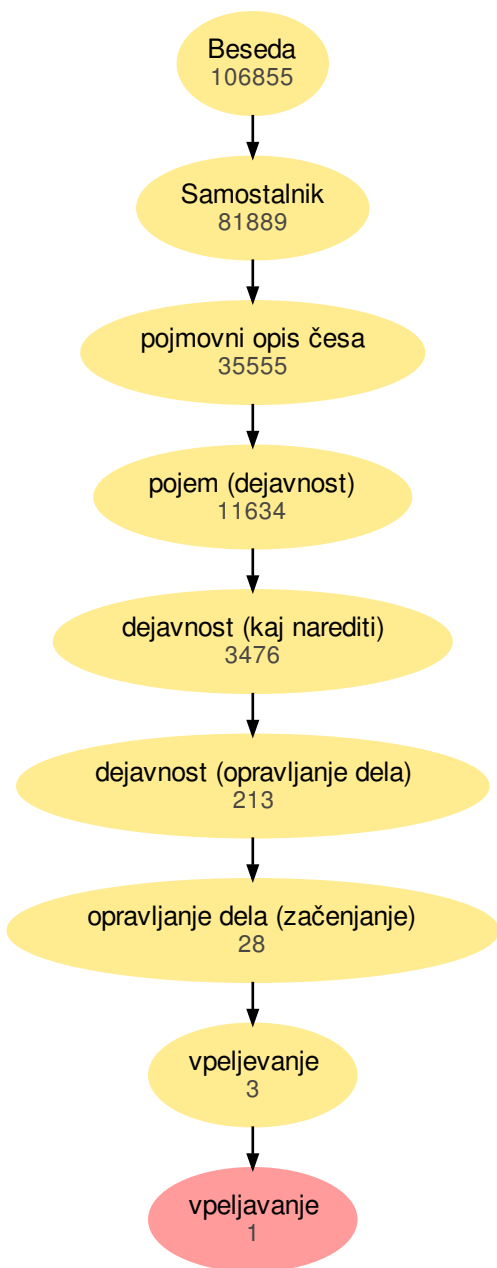 Beseda
106855
Samostalnik
81889
pojmovni opis česa
35555
pojem (dejavnost)
11634
dejavnost (kaj narediti)
3476
dejavnost (opravljanje dela)
213
opravljanje dela (začenjanje)
28
vpeljevanje
3
vpeljavanje
1